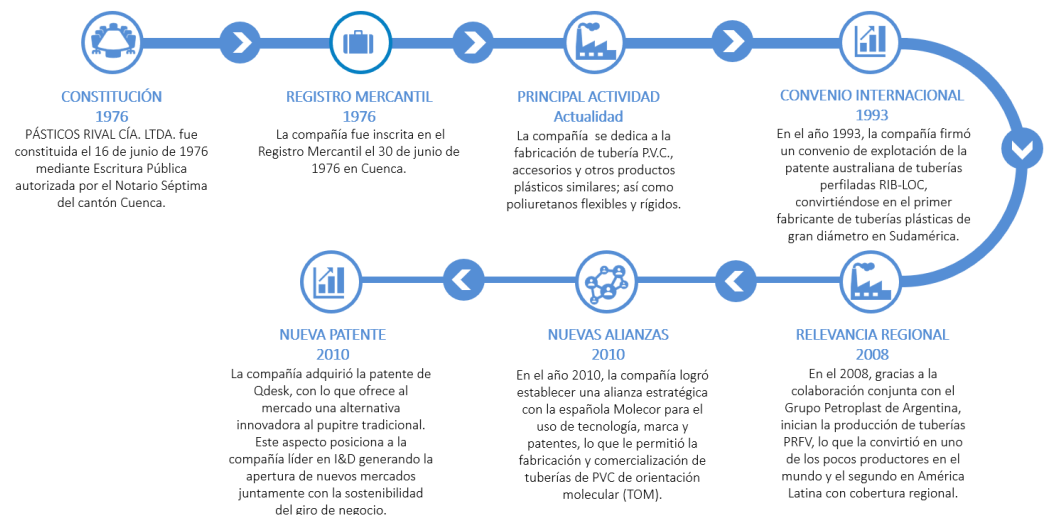 CONSTITUCIÓN
1976
PÁSTICOS RIVAL CÍA. LTDA. fue
constituida el 16 de junio de 1976
mediante Escritura Pública
autorizada por el Notario Séptima
del cantón Cuenca.
REGISTRO MERCANTIL
1976
La compañía fue inscrita en el
Registro Mercantil el 30 de junio de
1976 en Cuenca.
PRINCIPAL ACTIVIDAD
Actualidad
La compañía se dedica a la
fabricación de tubería P.V.C.,
accesorios y otros productos
plásticos similares; así como
poliuretanos flexibles y rígidos.
CONVENIO INTERNACIONAL
1993
En el año 1993, la compañía firmó
un convenio de explotación de la
patente australiana de tuberías
perfiladas RIB-LOC,
convirtiéndose en el primer
fabricante de tuberías plásticas de
gran diámetro en Sudamérica.
RELEVANCIA REGIONAL
2008
En el 2008, gracias a la
colaboración conjunta con el
Grupo Petroplast de Argentina,
inician la producción de tuberías
PRFV, lo que la convirtió en uno
de los pocos productores en el
mundo y el segundo en América
Latina con cobertura regional.
NUEVAS ALIANZAS
2010
En el año 2010, la compañía logró
establecer una alianza estratégica
con la española Molecor para el
uso de tecnología, marca y
patentes, lo que le permitió la
fabricación y comercialización de
tuberías de PVC de orientación
molecular (TOM).
NUEVA PATENTE
2010
La compañía adquirió la patente de
Qdesk, con lo que ofrece al
mercado una alternativa
innovadora al pupitre tradicional.
Este aspecto posiciona a la
compañía líder en I&D generando la
apertura de nuevos mercados
juntamente con la sostenibilidad
del giro de negocio.